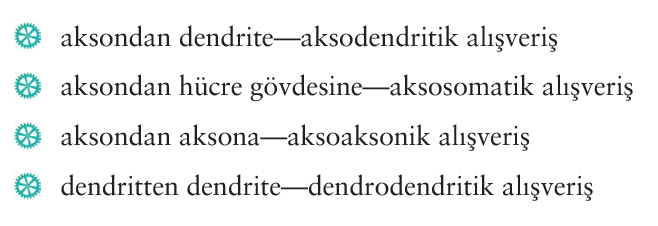 aksondan dendrite—aksodendritik alışveriş
aksondan hücre gövdesine—aksosomatik alışveriş
aksondan aksona—aksoaksonik alışveriş
dendritten dendrite—dendrodendritik alışveriş